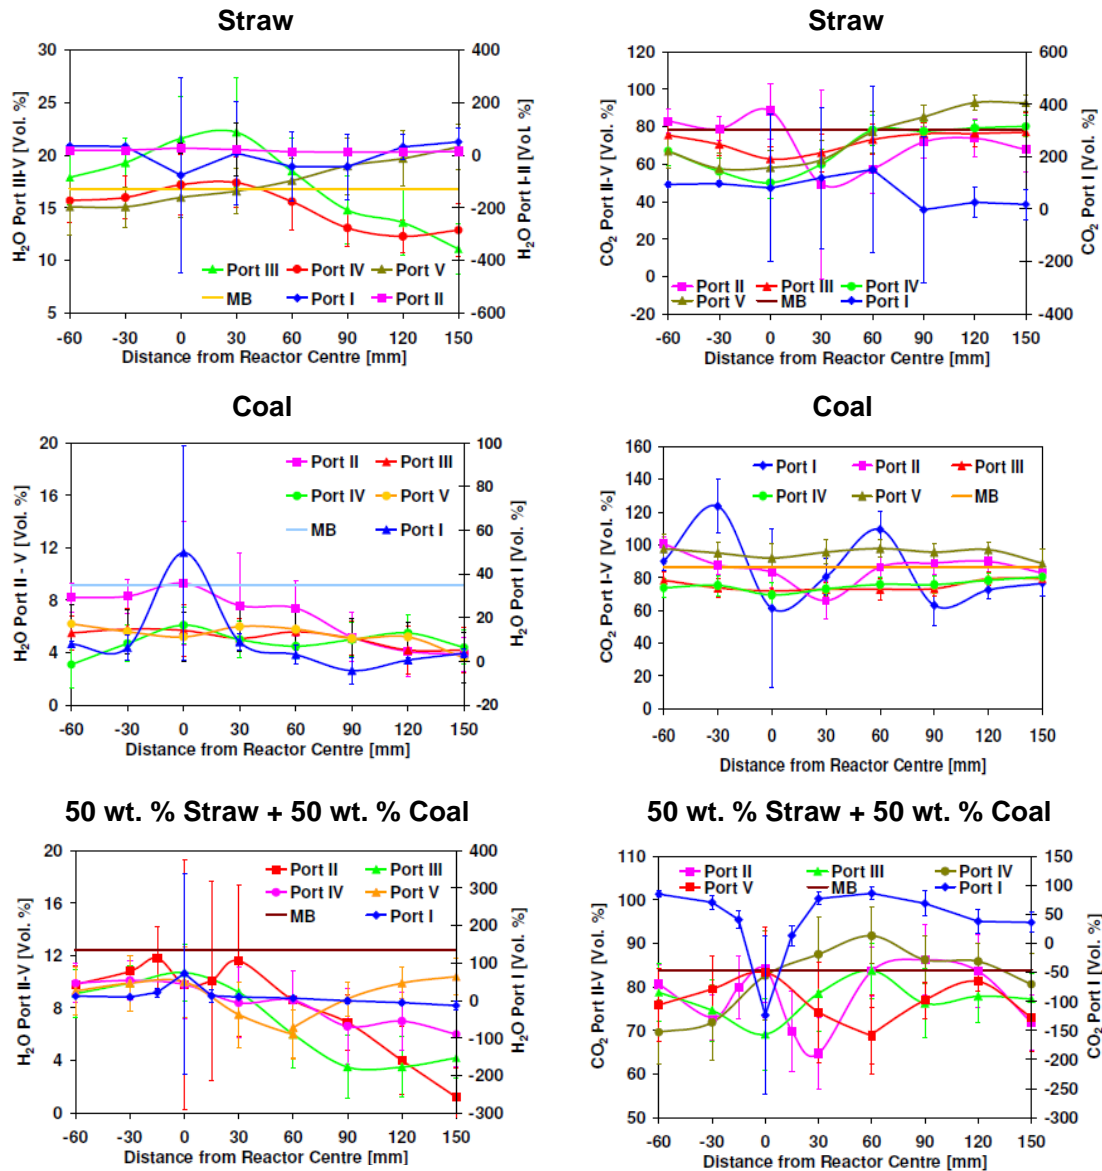 Straw
30
25
20
15
10
5
400
200
0
-200
-400
-600
H2O Port III-IV [Vol. %]
H2O Port I-II [Vol. %]
Port III Port IV Port V
MB Port I Port II
-60 -30 0 30 60 90 120 150
Distance from Reactor Centre [mm]
Straw
120
100
80
60
40
20
0
-20
600
400
200
0
-200
-400
CO2 Port II-V [Vol. %]
CO2 Port I [Vol. %]
Port II Port III Port IV
Port V MB Port I
-60 -30 0 30 60 90 120 150
Distance from Reactor Centre [mm]
Coal
20
16
12
8
4
0
100
80
60
40
20
0
-20
H2O Port II - V [Vol. %]
H2O Port I [Vol. %]
Port II Port III
Port IV Port V
MB Port I
-60 -30 0 30 60 90 120 150
Distance from Reactor Centre [mm]
Coal
160
140
120
100
80
60
40
20
0
CO2 Port I-V [Vol. %]
Port I Port II Port III
Port IV Port V MB
-60 -30 0 30 60 90 120 150
Distance from Reactor Centre [mm]
50 wt. % Straw + 50 wt. % Coal
20
16
12
8
4
0
400
300
200
100
0
-100
-200
-300
H2O Port II-V [Vol. %]
H2O Port I [Vol. %]
Port II Port III
Port IV Port V
MB Port I
-60 -30 0 30 60 90 120 150
Distance from Reactor Centre [mm]
50 wt. % Straw + 50 wt. % Coal
110
100
90
80
70
60
50
150
100
50
0
-50
-100
-150
-200
-250
-300
CO2 Port II-V [Vol. %]
CO2 Port I [Vol. %]
Port II Port III Port IV
Port V MB Port I
-60 -30 0 30 60 90 120 150
Distance from Reactor Centre [mm]